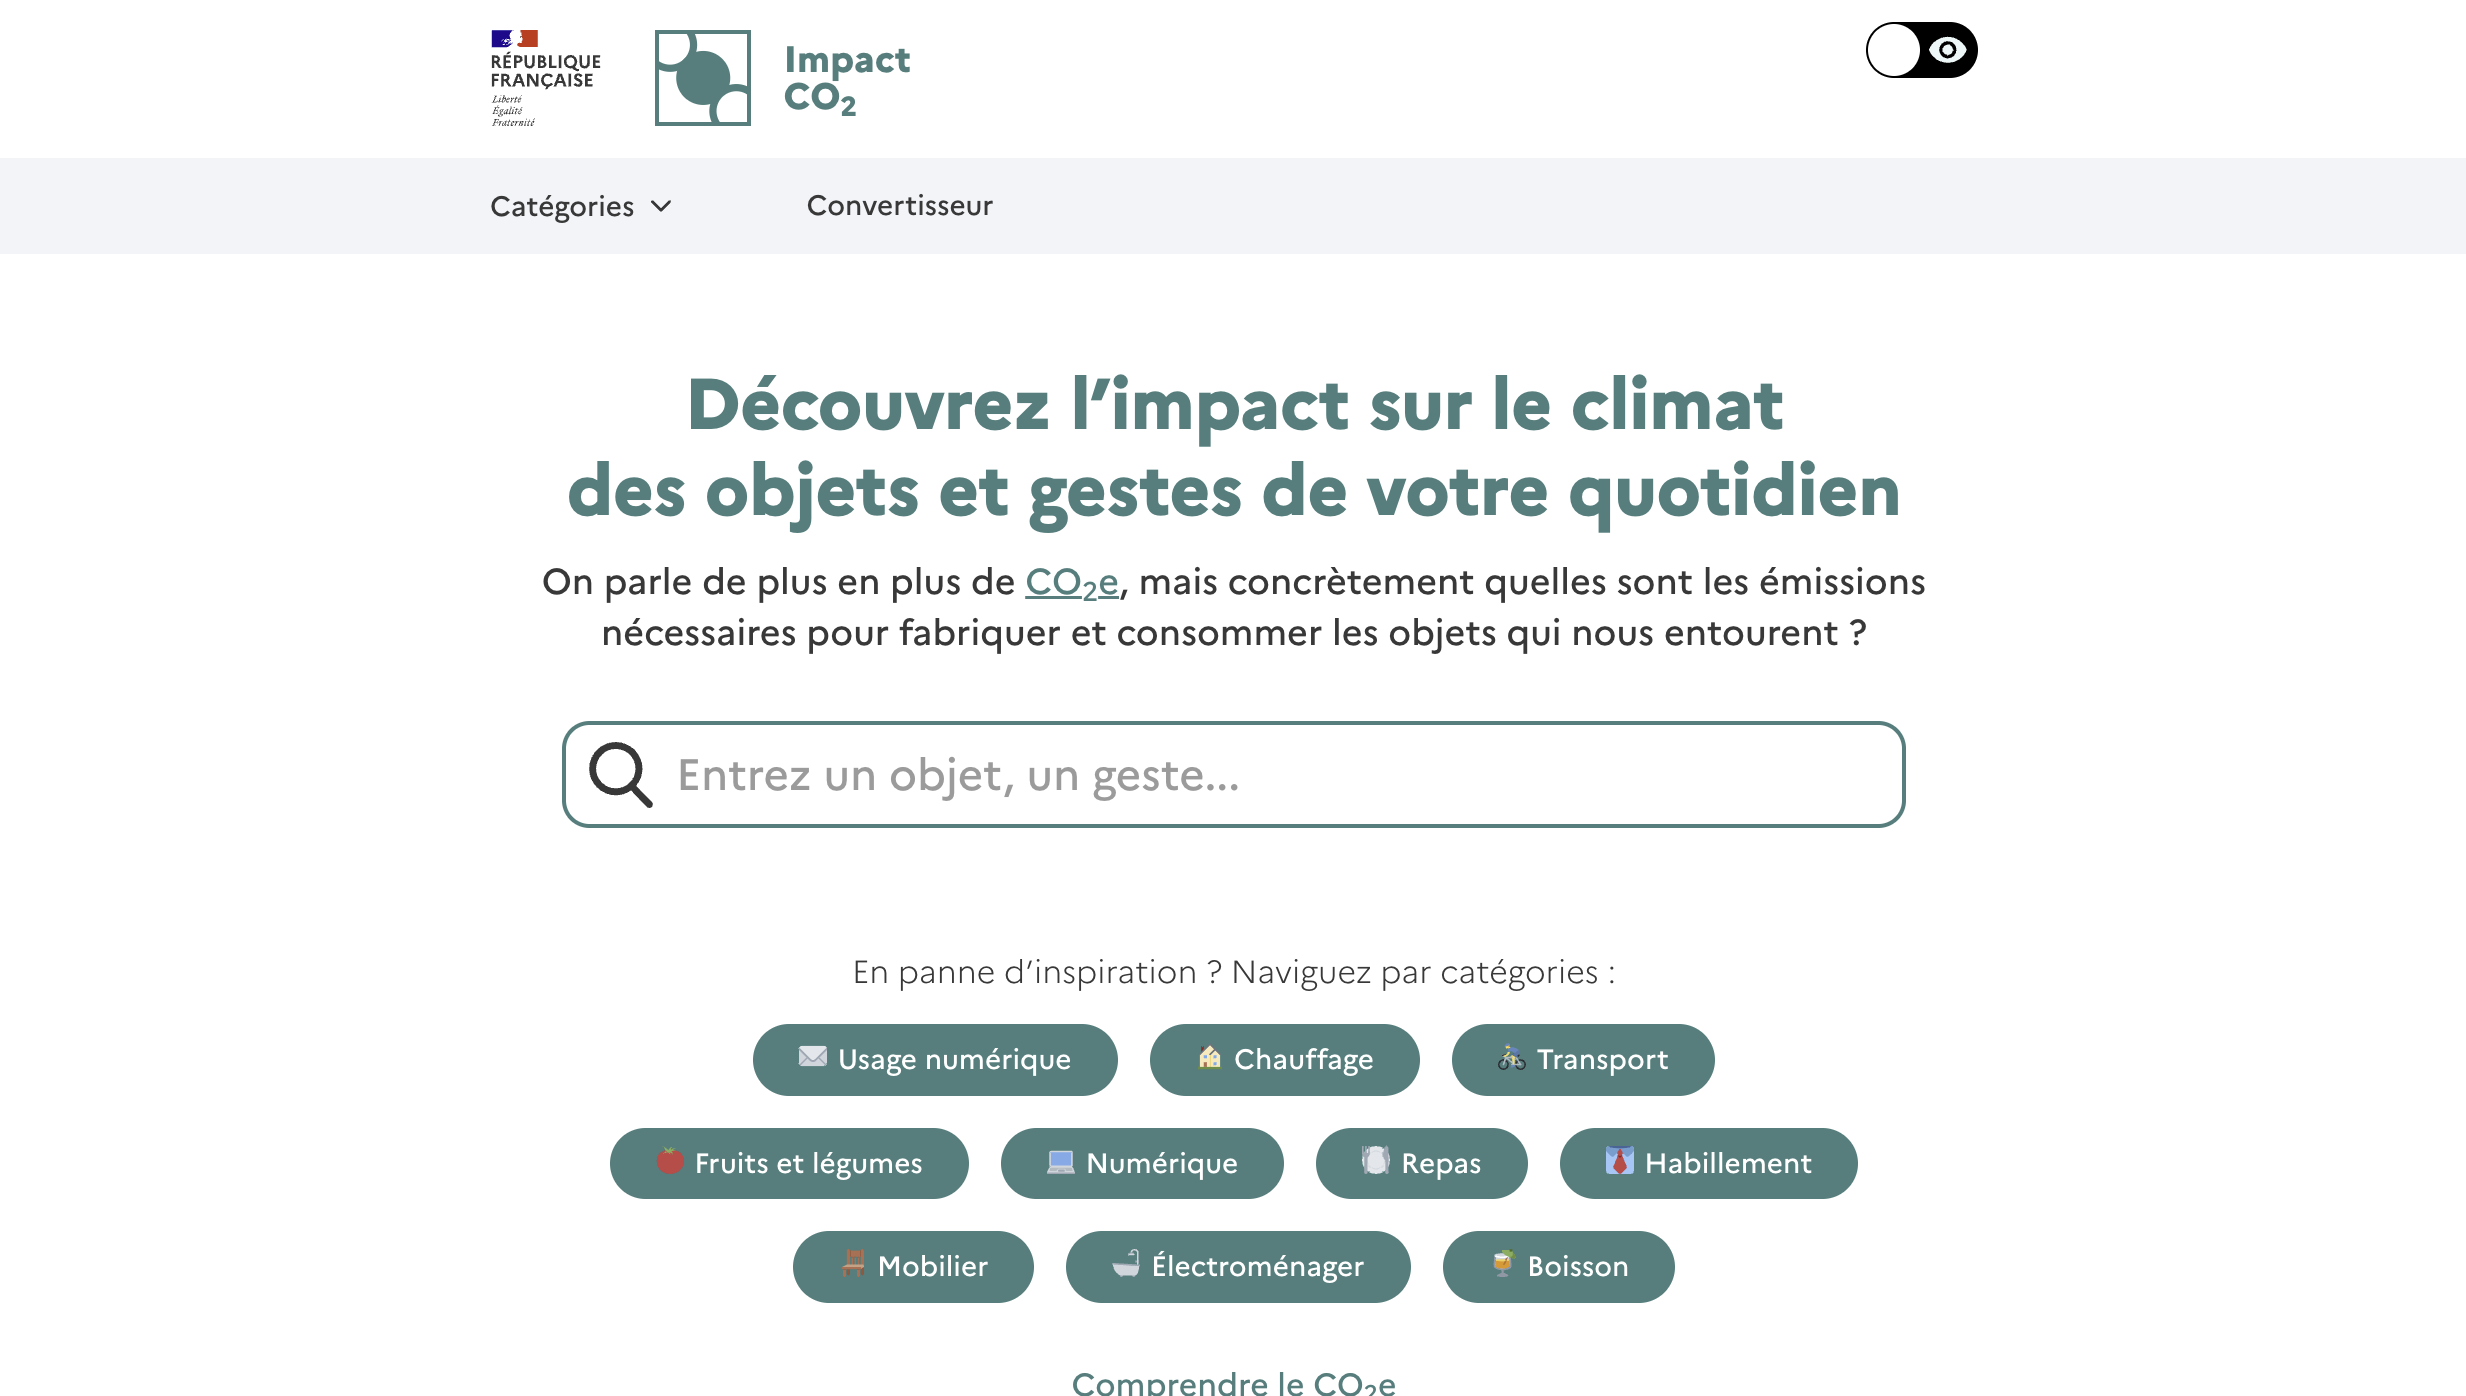 RÉPUBLIQUE
FRANÇAISE
Liberté
Égalité
Fraternité
Impact
CO₂
Catégories
Convertisseur
Découvrez l’impact sur le climat
des objets et gestes de votre quotidien
On parle de plus en plus de CO₂e, mais concrètement quelles sont les émissions
nécessaires pour fabriquer et consommer les objets qui nous entourent ?
Entrez un objet, un geste...
En panne d’inspiration ? Naviguez par catégories :
Usage numérique
Chauffage
Transport
Fruits et légumes
Numérique
Repas
Habillement
Mobilier
Électroménager
Boisson
Comprendre le CO₂e